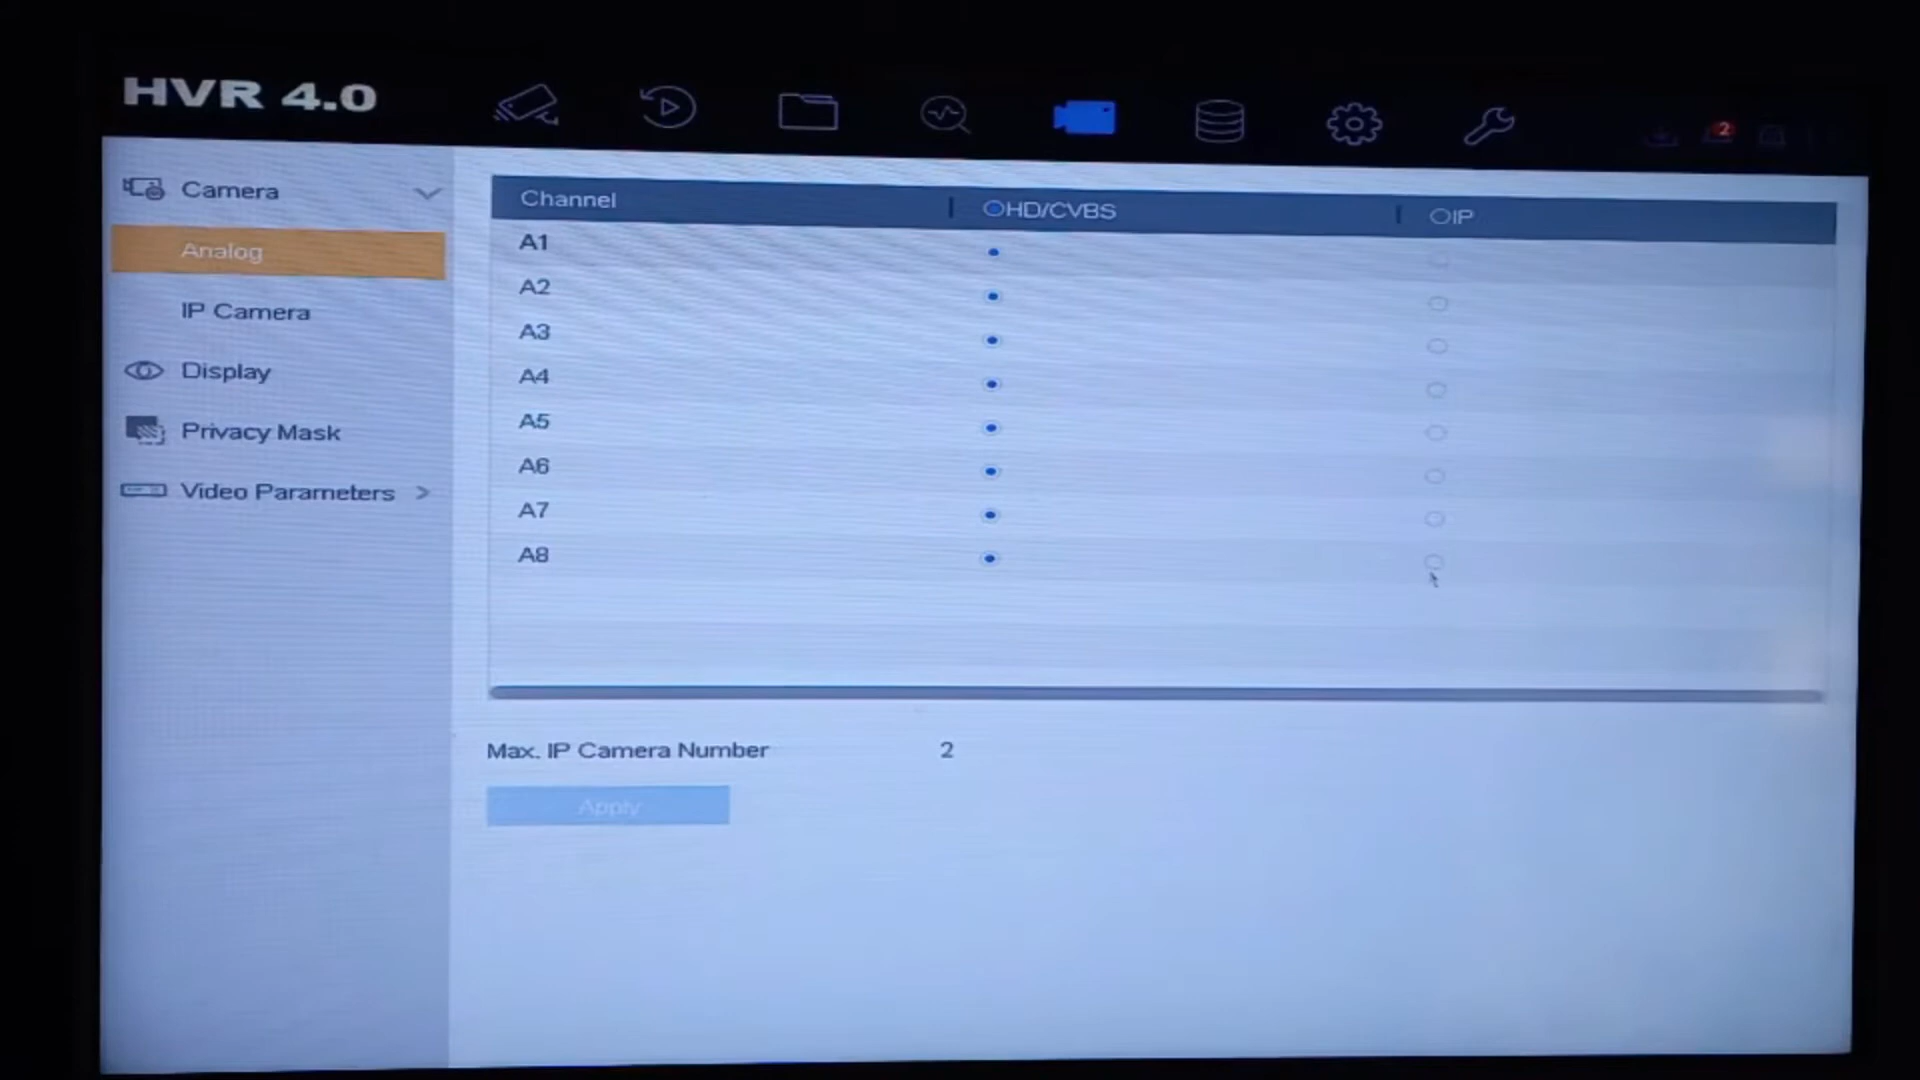 HVR 4.0
2
Camera
Analog
IP Camera
Display
Privacy Mask
Video Parameters
Channel HD/CVBS IP
A1
A2
A3
A4
A5
A6
A7
A8
Max. IP Camera Number 2
Apply